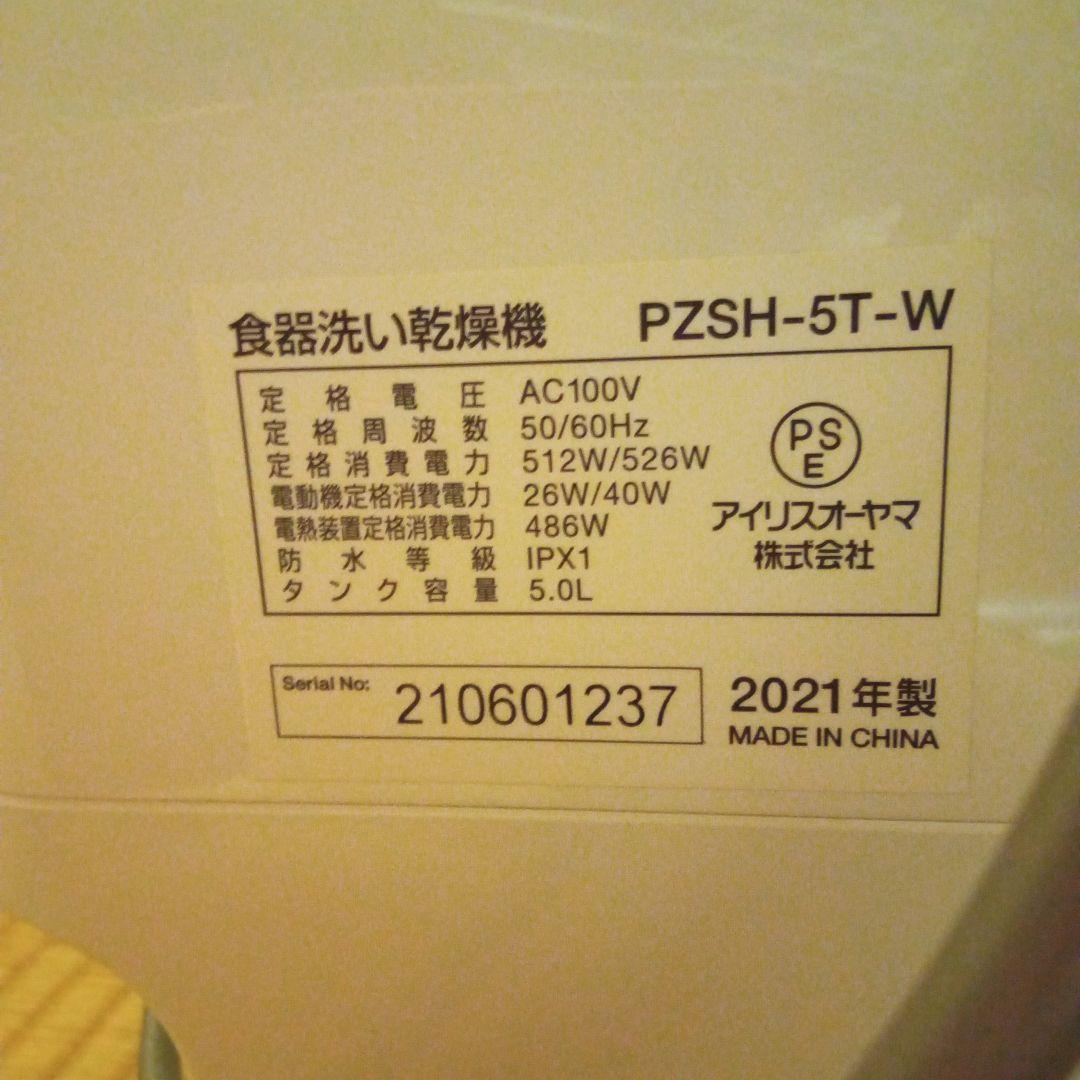 食器洗い乾燥機 PZSH-5T-W
定格電圧 AC100V
定格周波数 50/60Hz
定格消費電力 512W/526W
電動機定格消費電力 26W/40W
電熱装置定格消費電力 486W
防水等級 IPX1
タンク容量 5.0L
PS
E
アイリスオーヤマ
株式会社
Serial No: 210601237
2021年製
MADE IN CHINA